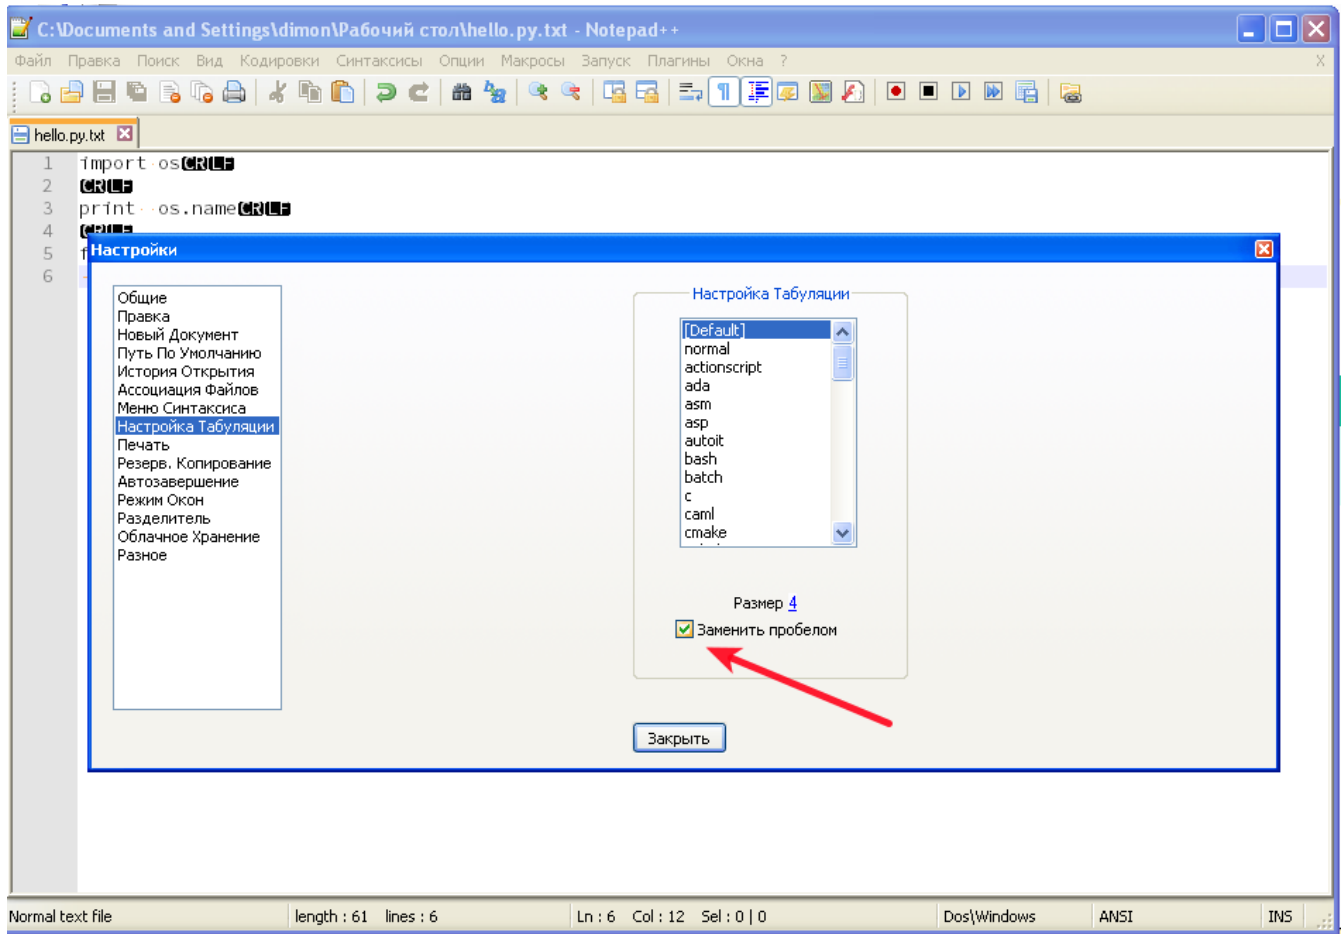 C:\Documents and Settings\dimon\Рабочий стол\hello.py.txt - Notepad++
Файл Правка Поиск Вид Кодировки Синтаксисы Опции Макросы Запуск Плагины Окна ? X
hello.py.txt
1 import os CR LF
2 CR LF
3 print os.name CR LF
4 CR LF
5 f
6
Настройки
Общие
Правка
Новый Документ
Путь По Умолчанию
История Открытия
Ассоциация Файлов
Меню Синтаксиса
Настройка Табуляции
Печать
Резерв. Копирование
Автозавершение
Режим Окон
Разделитель
Облачное Хранение
Разное
Настройка Табуляции
[Default]
normal
actionscript
ada
asm
asp
autoit
bash
batch
c
caml
cmake
Размер 4
Заменить пробелом
Закрыть
Normal text file length : 61 lines : 6 Ln : 6 Col : 12 Sel : 0 | 0 Dos\Windows ANSI INS